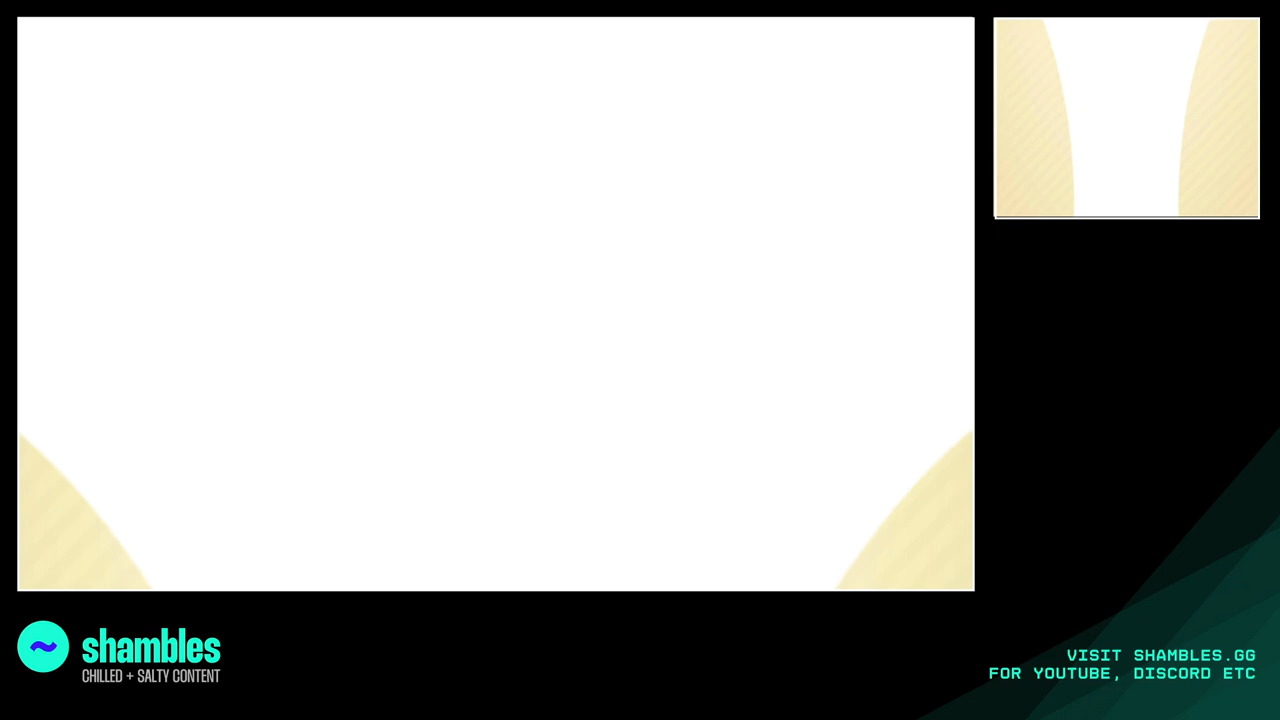 shambles
CHILLED + SALTY CONTENT
VISIT SHAMBLES.GG
FOR YOUTUBE, DISCORD ETC